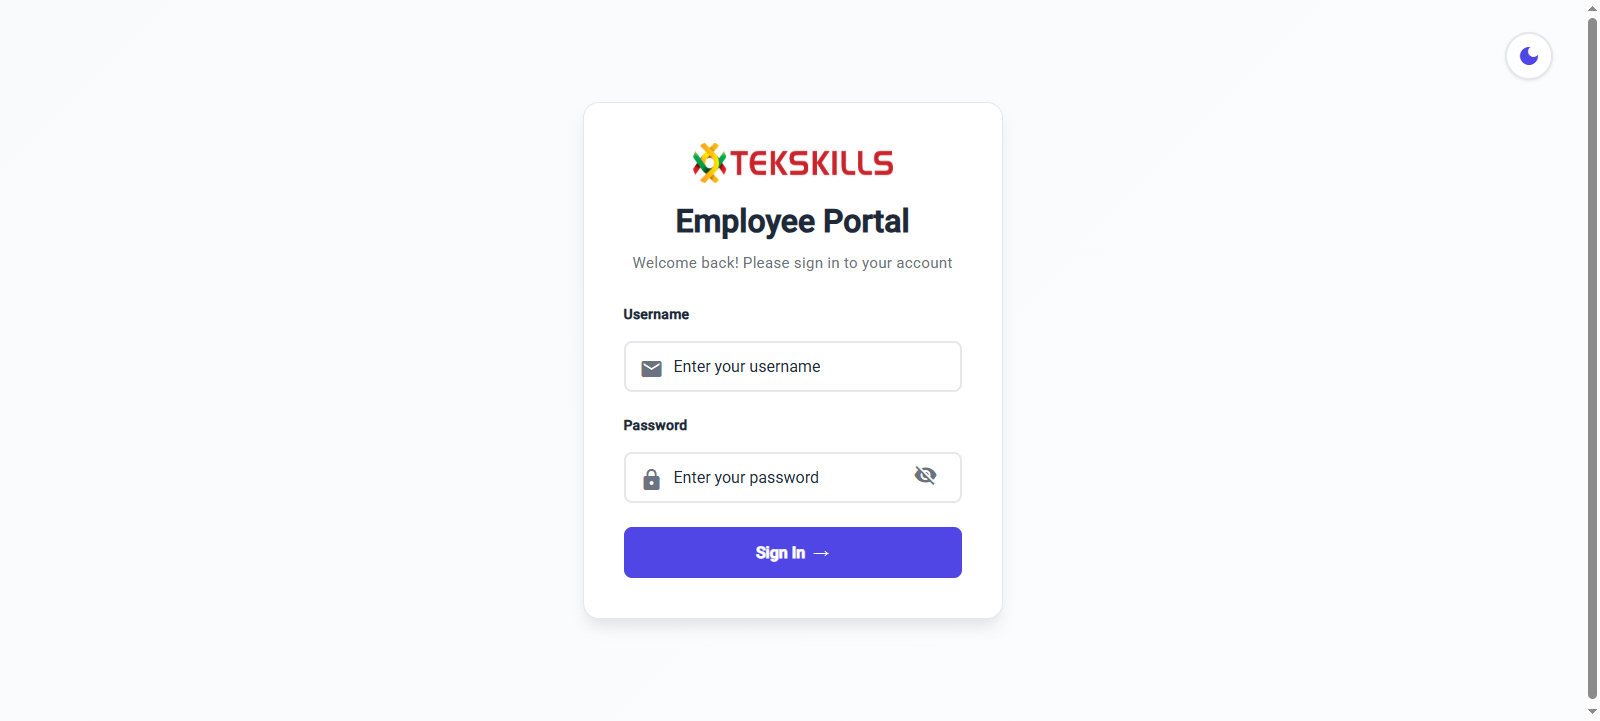 TEKSKILLS
Employee Portal
Welcome back! Please sign in to your account
Username
Enter your username
Password
Enter your password
Sign In →